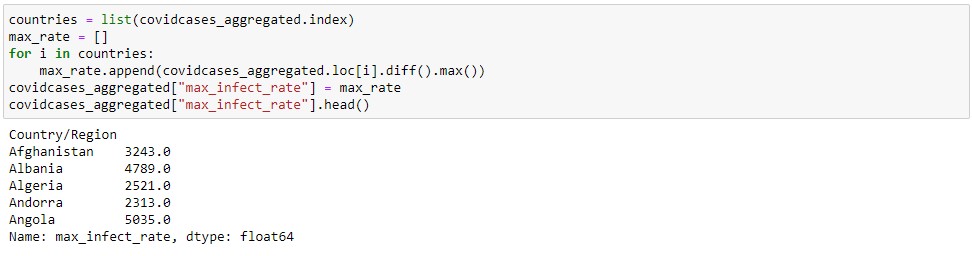 countries = list(covidcases_aggregated.index)
max_rate = []
for i in countries:
    max_rate.append(covidcases_aggregated.loc[i].diff().max())
covidcases_aggregated["max_infect_rate"] = max_rate
covidcases_aggregated["max_infect_rate"].head()
Country/Region
Afghanistan    3243.0
Albania        4789.0
Algeria        2521.0
Andorra        2313.0
Angola         5035.0
Name: max_infect_rate, dtype: float64